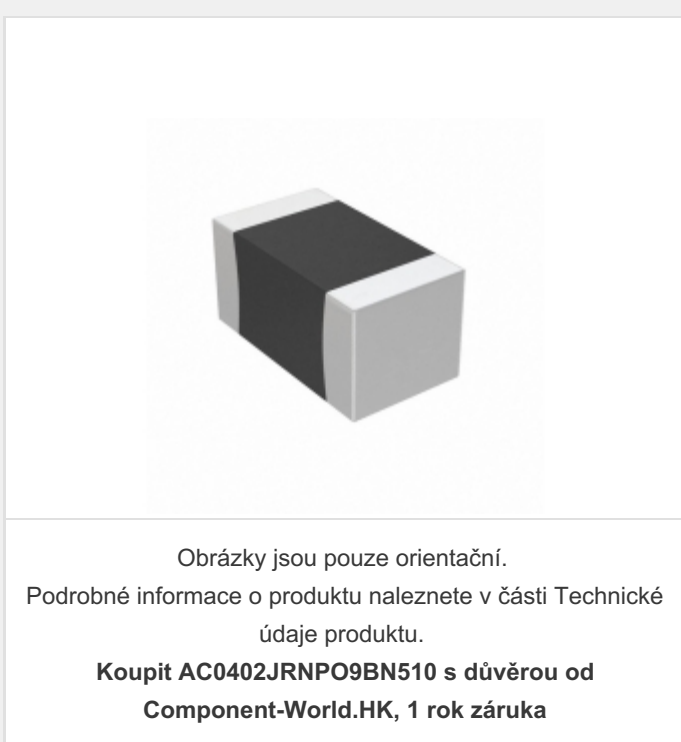 Obrázky jsou pouze orientační.
Podrobné informace o produktu naleznete v části Technické
údaje produktu.
Koupit AC0402JRNPO9BN510 s důvěrou od
Component-World.HK, 1 rok záruka